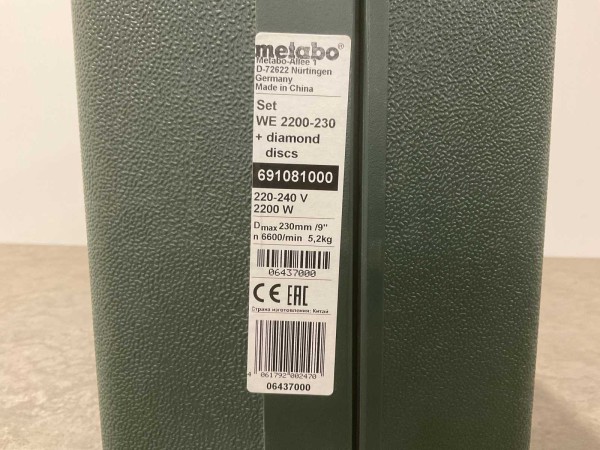 metabo®
Metabo-Allee 1
D-72622 Nürtingen
Germany
Made in China
Set
WE 2200-230
+ diamond
discs
691081000
220-240 V
2200 W
Dmax 230mm /9"
n 6600/min 5,2kg
06437000
CE EAC
Страна изготовления: Китай
4 061792 002470
06437000